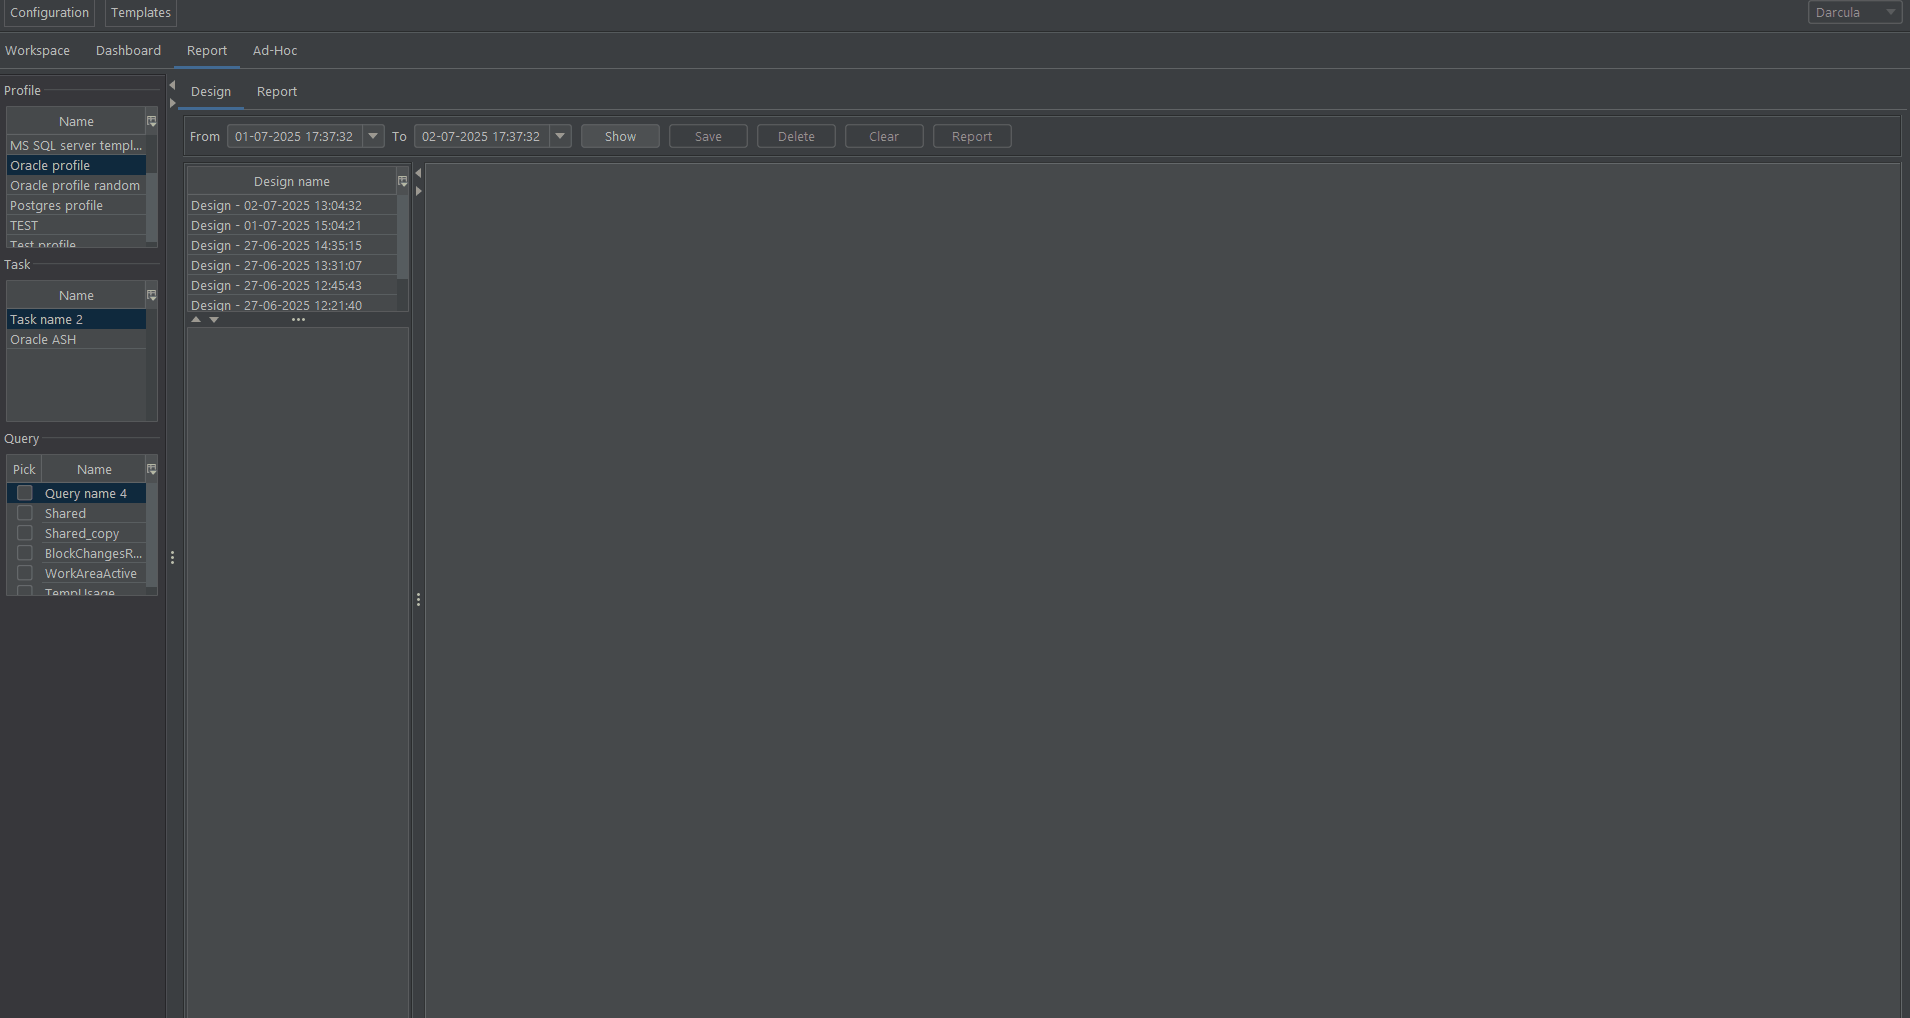 Configuration Templates Darcula
Workspace Dashboard Report Ad-Hoc
Profile
Name
MS SQL server templ...
Oracle profile
Oracle profile random
Postgres profile
TEST
Test profile
Task
Name
Task name 2
Oracle ASH
Query
Pick Name
Query name 4
Shared
Shared_copy
BlockChangesR...
WorkAreaActive
TempUsage
Design Report
From 01-07-2025 17:37:32 To 02-07-2025 17:37:32 Show Save Delete Clear Report
Design name
Design - 02-07-2025 13:04:32
Design - 01-07-2025 15:04:21
Design - 27-06-2025 14:35:15
Design - 27-06-2025 13:31:07
Design - 27-06-2025 12:45:43
Design - 27-06-2025 12:21:40